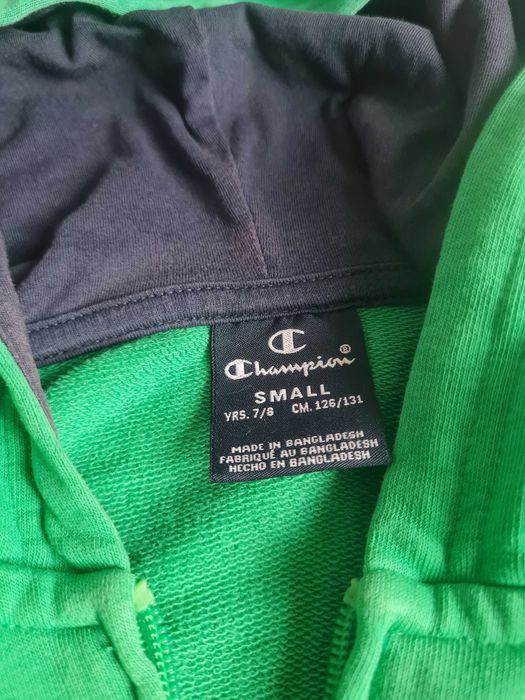 Champion®
SMALL
YRS. 7/8 CM. 126/131
MADE IN BANGLADESH
FABRIQUÉ AU BANGLADESH
HECHO EN BANGLADESH